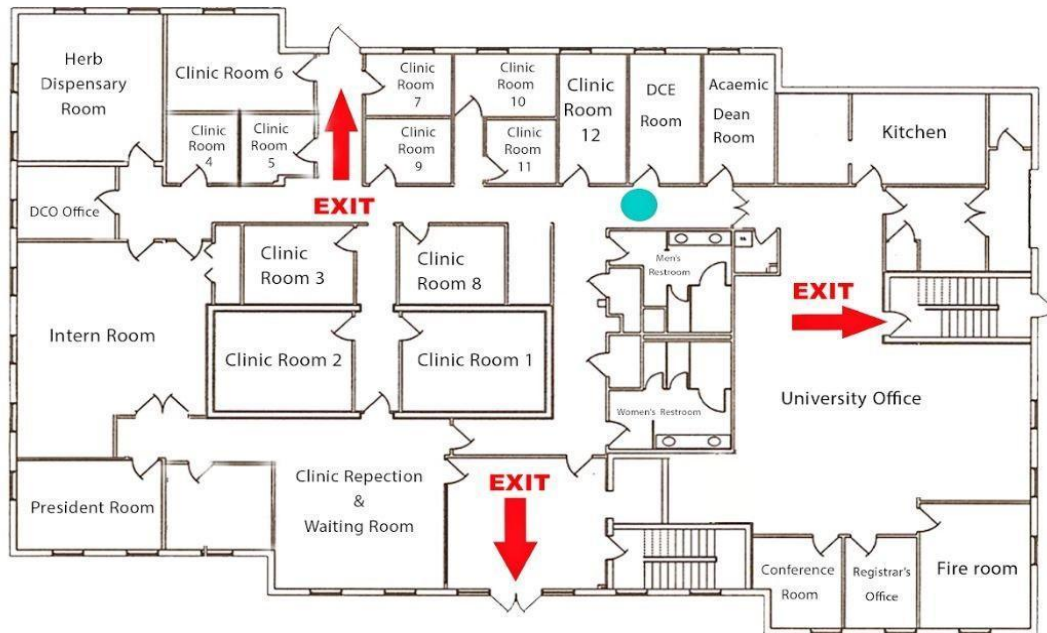 Herb
Dispensary
Room
Clinic Room 6
Clinic
Room
4
Clinic
Room
5
EXIT
Clinic
Room
7
Clinic
Room
9
Clinic
Room
10
Clinic
Room
11
Clinic
Room
12
DCE
Room
Acaemic
Dean
Room
Kitchen
DCO Office
Intern Room
Clinic
Room 3
Clinic
Room 8
Clinic Room 2
Clinic Room 1
Men's
Restroom
Women's Restroom
EXIT
University Office
President Room
Clinic Repection
&
Waiting Room
EXIT
Conference
Room
Registrar's
Office
Fire room